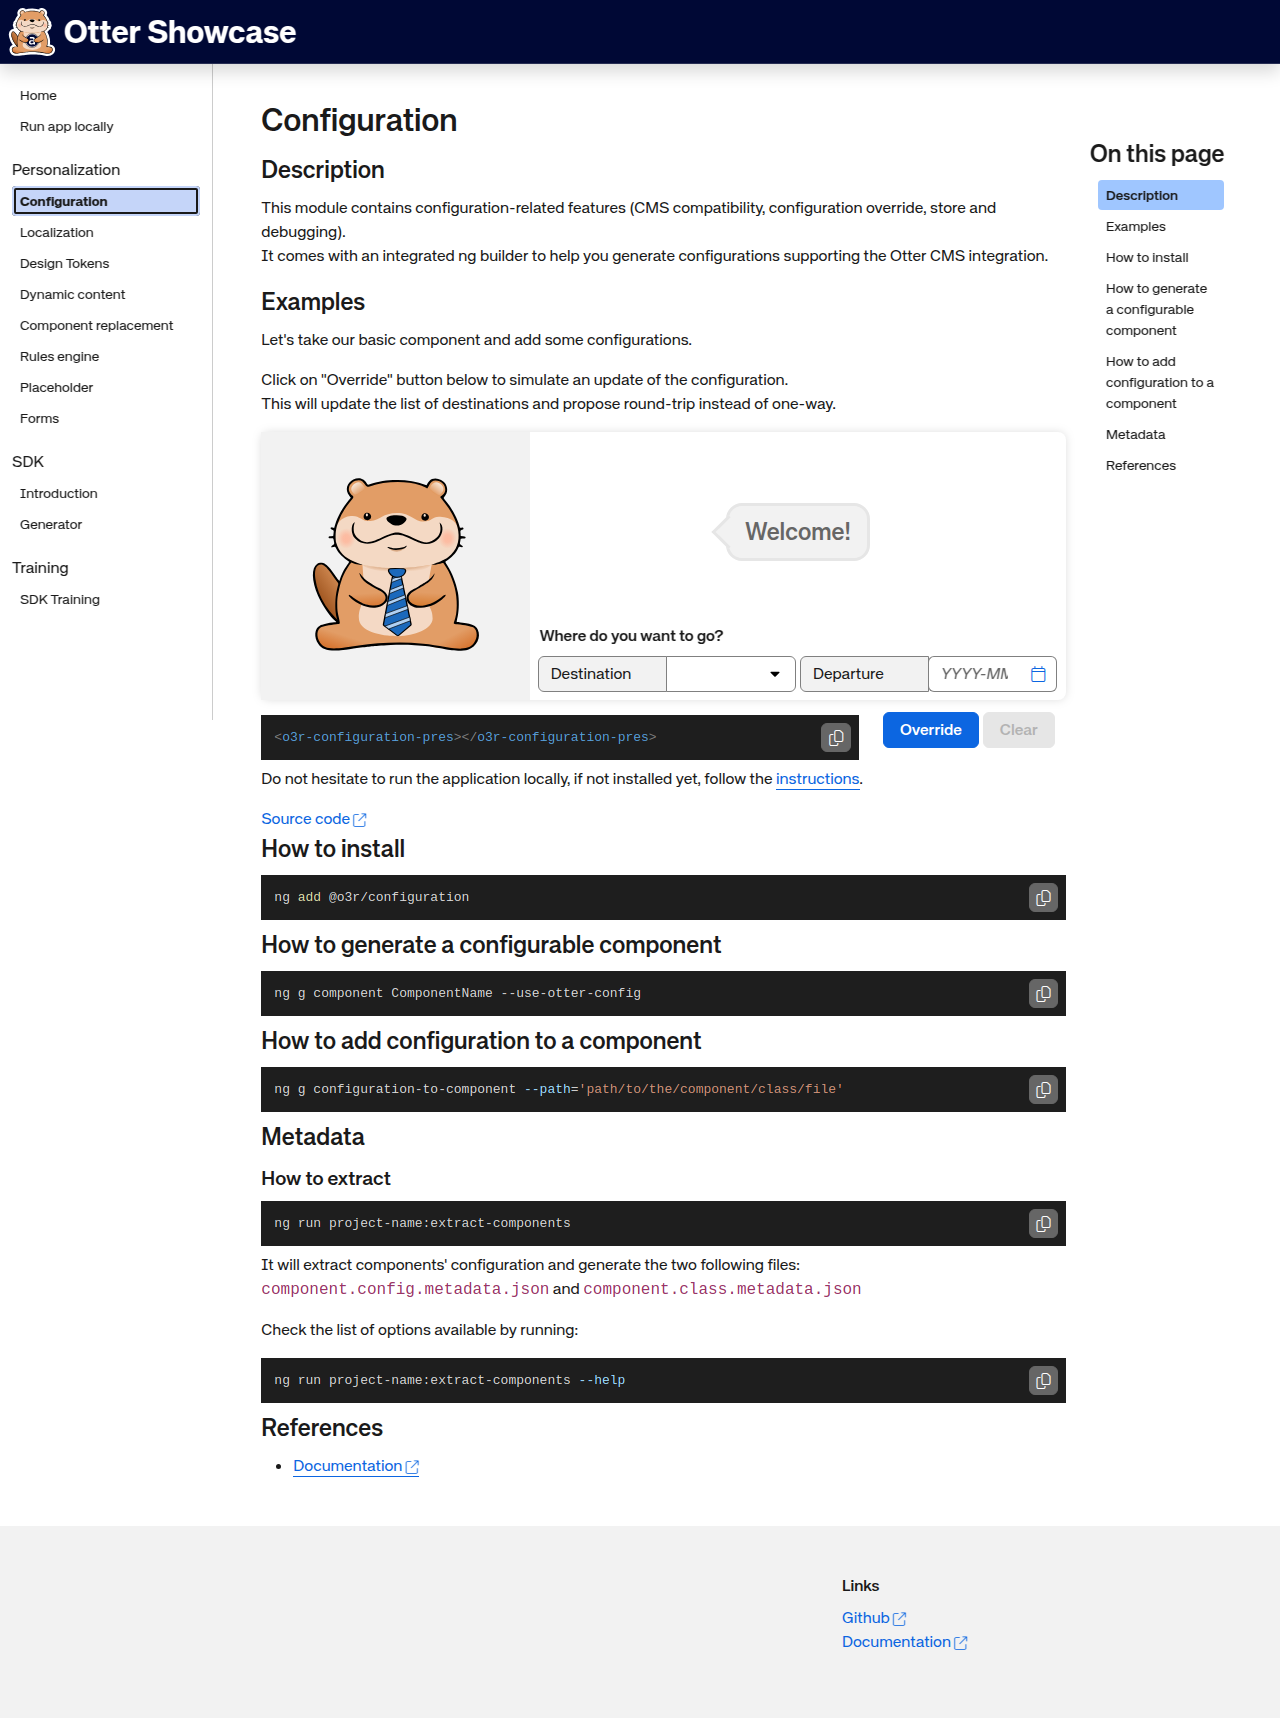 Otter Showcase
Home
Run app locally
Personalization
Configuration
Localization
Design Tokens
Dynamic content
Component replacement
Rules engine
Placeholder
Forms
SDK
Introduction
Generator
Training
SDK Training
Configuration
Description
This module contains configuration-related features (CMS compatibility, configuration override, store and
debugging).
It comes with an integrated ng builder to help you generate configurations supporting the Otter CMS integration.
Examples
Let's take our basic component and add some configurations.
Click on "Override" button below to simulate an update of the configuration.
This will update the list of destinations and propose round-trip instead of one-way.
Welcome!
Where do you want to go?
Destination
Departure
YYYY-MM
<o3r-configuration-pres></o3r-configuration-pres>
Override
Clear
Do not hesitate to run the application locally, if not installed yet, follow the instructions.
Source code
How to install
ng add @o3r/configuration
How to generate a configurable component
ng g component ComponentName --use-otter-config
How to add configuration to a component
ng g configuration-to-component --path='path/to/the/component/class/file'
Metadata
How to extract
ng run project-name:extract-components
It will extract components' configuration and generate the two following files:
component.config.metadata.json and component.class.metadata.json
Check the list of options available by running:
ng run project-name:extract-components --help
References
Documentation
On this page
Description
Examples
How to install
How to generate
a configurable
component
How to add
configuration to a
component
Metadata
References
Links
Github
Documentation